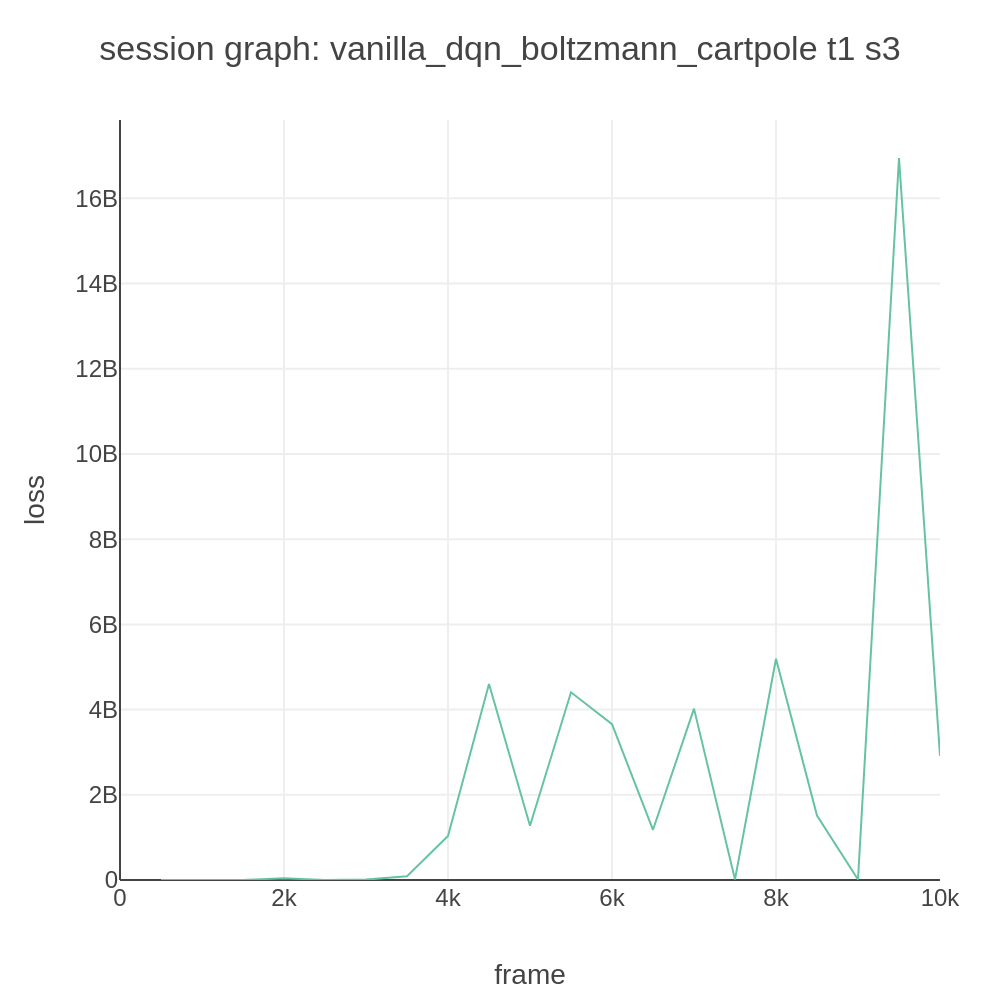 session graph: vanilla_dqn_boltzmann_cartpole t1 s3
16B
14B
12B
10B
8B
6B
4B
2B
0
0 2k 4k 6k 8k 10k
loss
frame